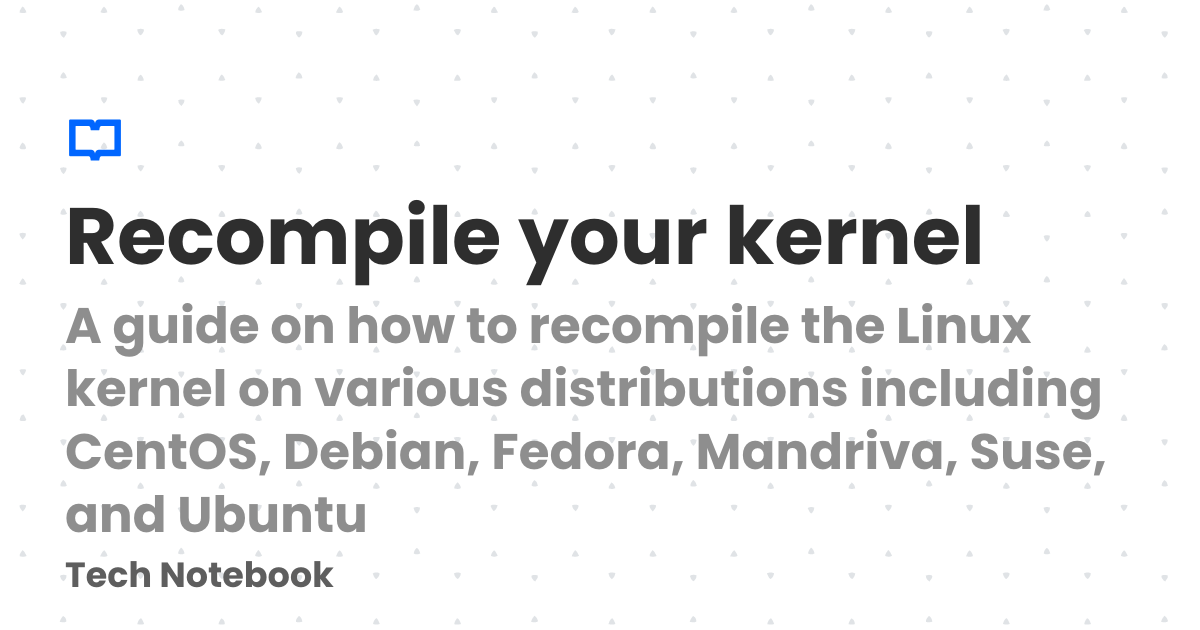 Recompile your kernel
A guide on how to recompile the Linux
kernel on various distributions including
CentOS, Debian, Fedora, Mandriva, Suse,
and Ubuntu
Tech Notebook